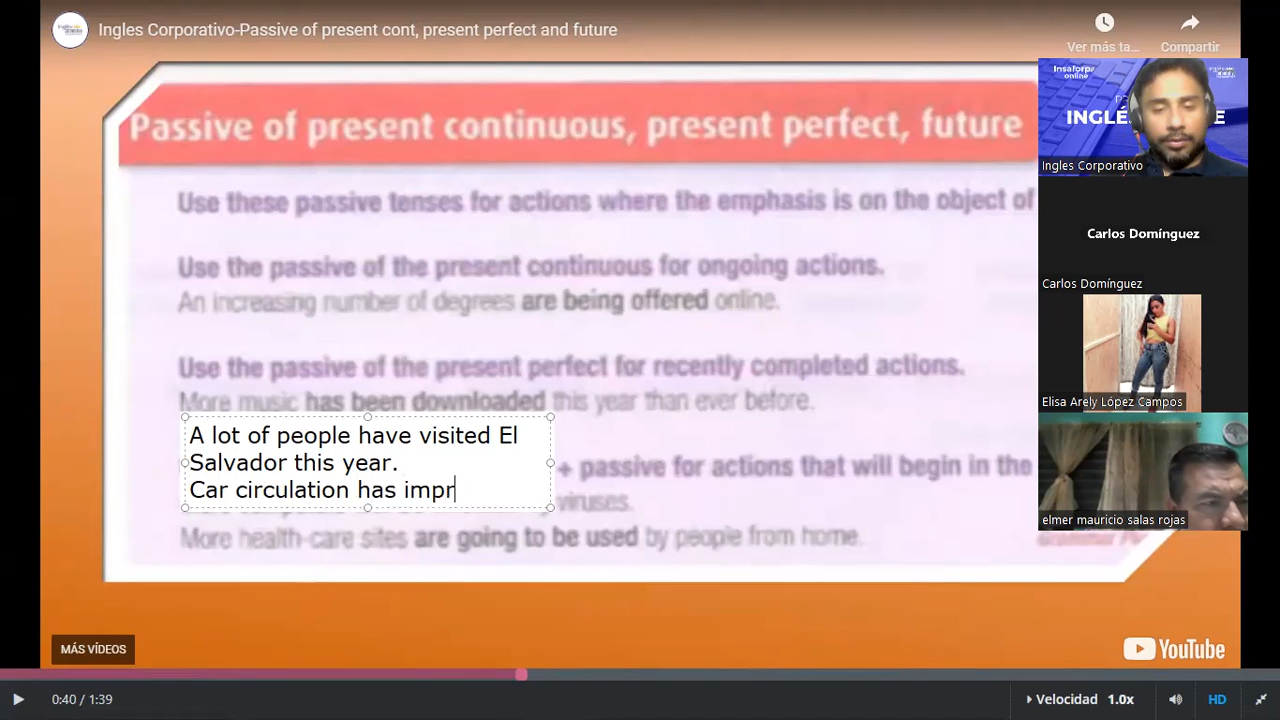 Ingles Corporativo-Passive of present cont, present perfect and future
Ver más ta...
Compartir
Passive of present continuous, present perfect, future
Use these passive tenses for actions where the emphasis is on the object of
Use the passive of the present continuous for ongoing actions.
An increasing number of degrees are being offered online.
Use the passive of the present perfect for recently completed actions.
More music has been downloaded this year than ever before.
A lot of people have visited El
Salvador this year.
Car circulation has impr
+ passive for actions that will begin in the
viruses.
More health-care sites are going to be used by people from home.
Insaforp
online
INGLÉ
E
Ingles Corporativo
Carlos Domínguez
Carlos Domínguez
Elisa Arely López Campos
elmer mauricio salas rojas
MÁS VÍDEOS
YouTube
0:40 / 1:39
Velocidad 1.0x
HD